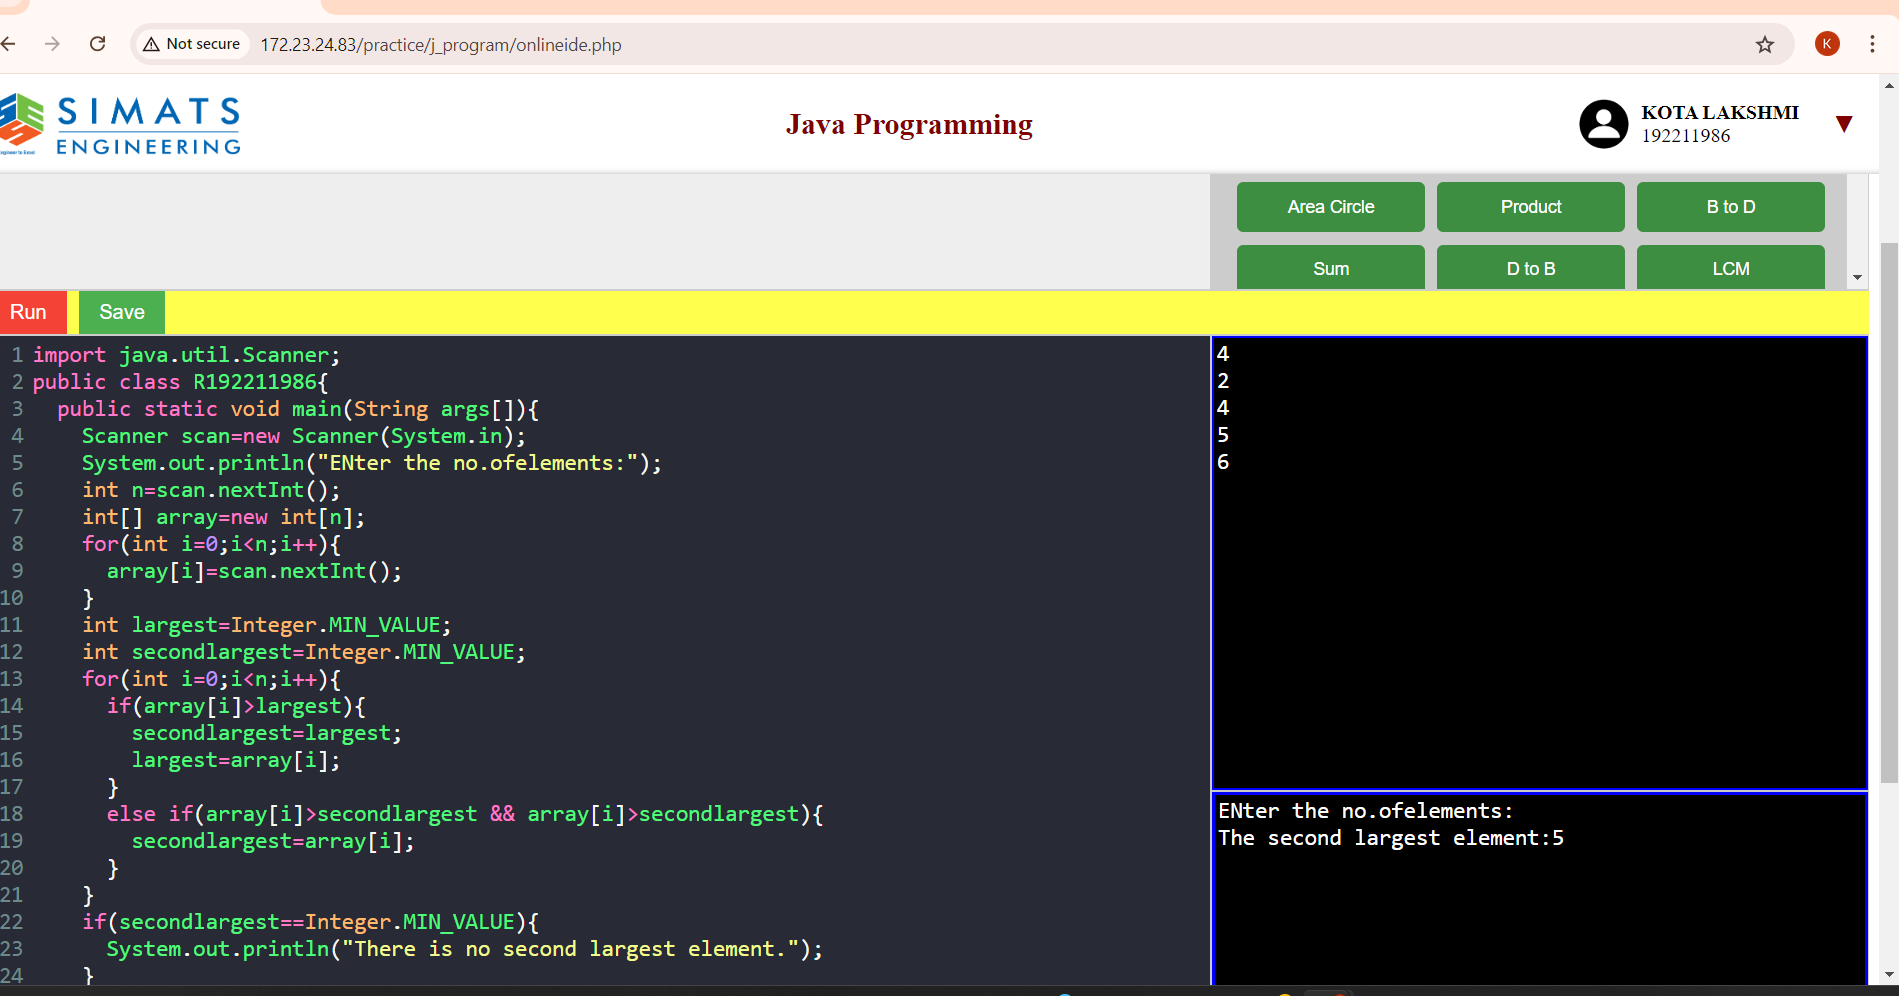 Not secure 172.23.24.83/practice/j_program/onlineide.php K
SIMATS
ENGINEERING
Java Programming
KOTA LAKSHMI
192211986
Area Circle Product B to D
Sum D to B LCM
Run Save
1 import java.util.Scanner;
2 public class R192211986{
3 public static void main(String args[]){
4 Scanner scan=new Scanner(System.in);
5 System.out.println("ENter the no.ofelements:");
6 int n=scan.nextInt();
7 int[] array=new int[n];
8 for(int i=0;i<n;i++){
9 array[i]=scan.nextInt();
10 }
11 int largest=Integer.MIN_VALUE;
12 int secondlargest=Integer.MIN_VALUE;
13 for(int i=0;i<n;i++){
14 if(array[i]>largest){
15 secondlargest=largest;
16 largest=array[i];
17 }
18 else if(array[i]>secondlargest && array[i]>secondlargest){
19 secondlargest=array[i];
20 }
21 }
22 if(secondlargest==Integer.MIN_VALUE){
23 System.out.println("There is no second largest element.");
24 }
4
2
4
5
6
ENter the no.ofelements:
The second largest element:5